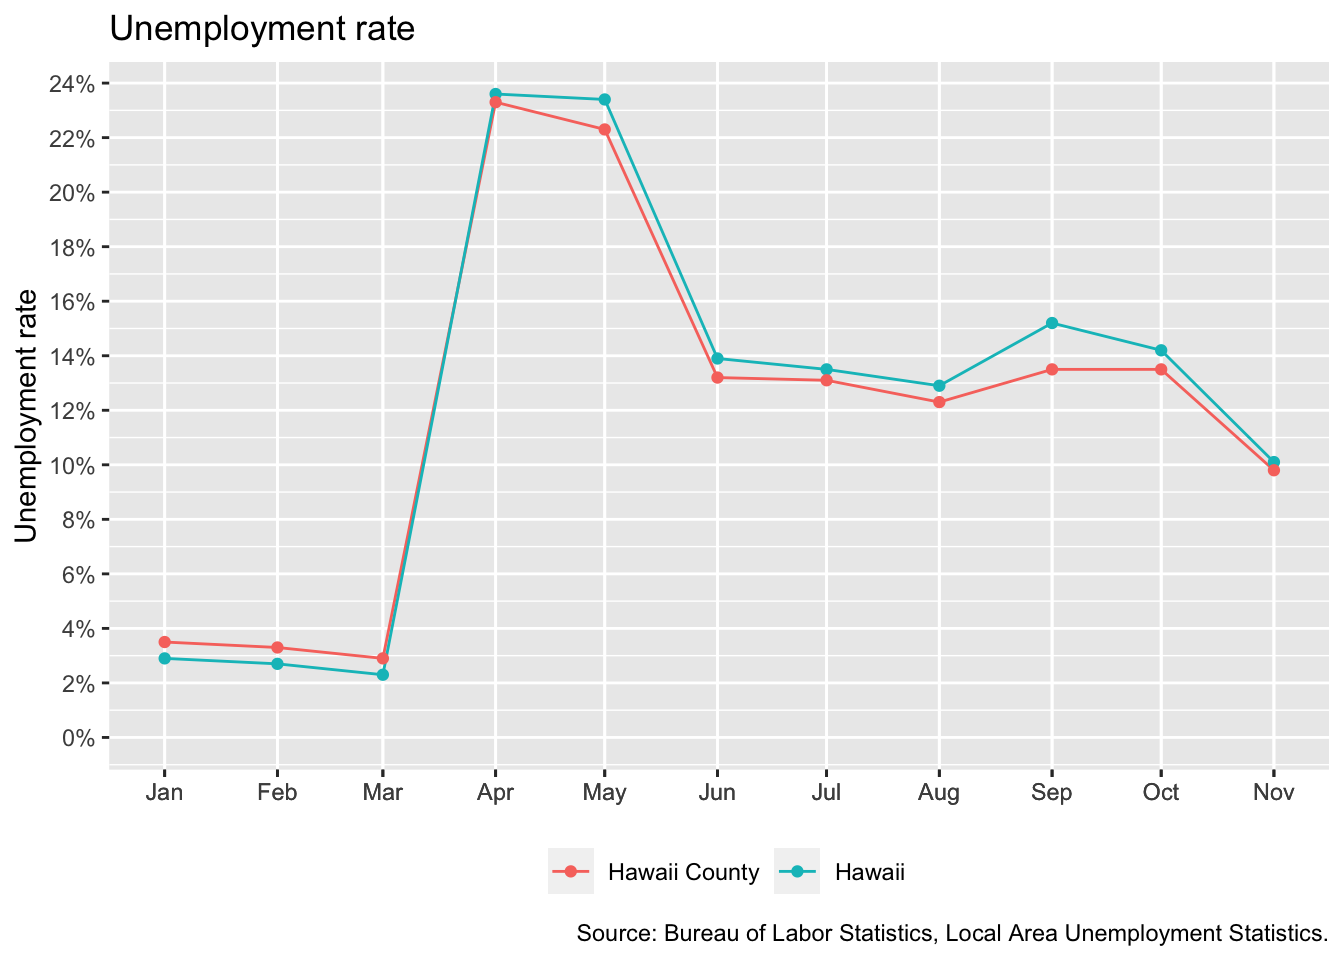 Unemployment rate
Unemployment rate
24%
22%
20%
18%
16%
14%
12%
10%
8%
6%
4%
2%
0%
Jan Feb Mar Apr May Jun Jul Aug Sep Oct Nov
Hawaii County Hawaii
Source: Bureau of Labor Statistics, Local Area Unemployment Statistics.